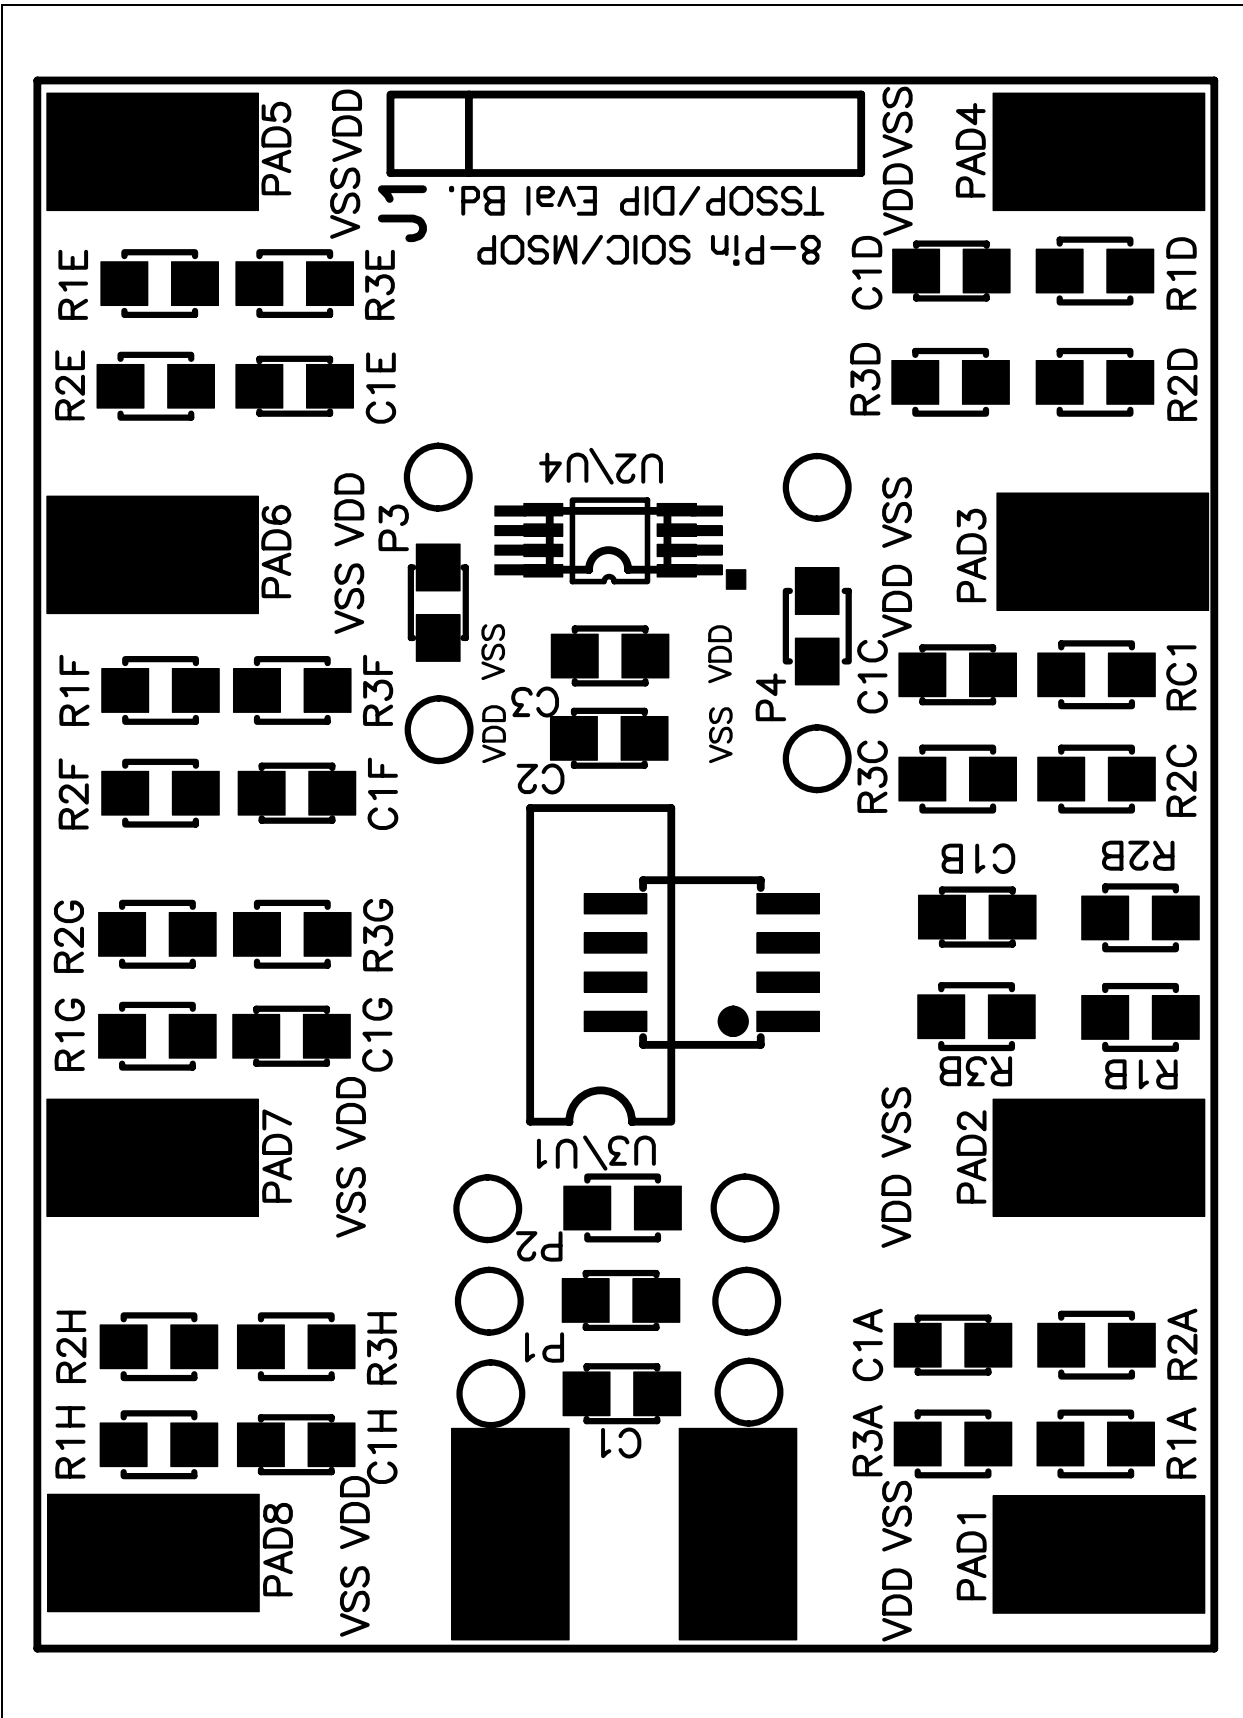 PAD5
VSS VDD
J1
VDD VSS
PAD4
TSSOP/DIP Eval Bd.
8-Pin SOIC/MSOP
R1E
R3E
C1D
R1D
R2E
C1E
R3D
R2D
U2\U4
PAD6
VSS VDD
P3
VDD VSS
PAD3
VSS
VDD
R1F
R3F
C3
P4
C1C
RC1
VDD
VSS
R2F
C1F
C2
R3C
R2C
C1B
R2B
R2G
R3G
R1G
C1G
R3B
R1B
PAD7
VSS VDD
U3\U1
VDD VSS
PAD2
P2
R2H
R3H
P1
C1A
R2A
R1H
C1H
C1
R3A
R1A
PAD8
VSS VDD
VDD VSS
PAD1